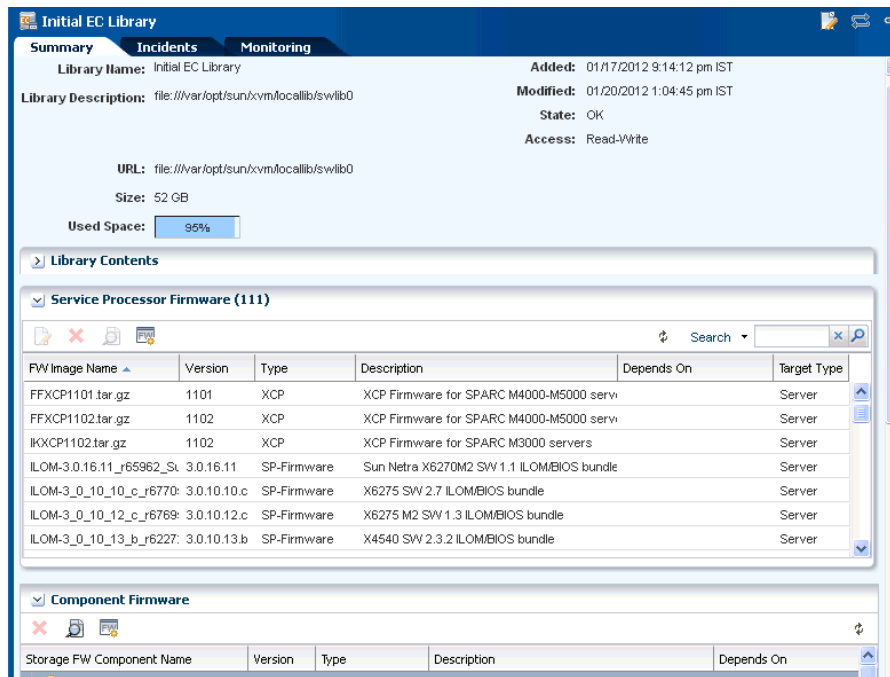 Initial EC Library
Summary Incidents Monitoring
Library Name: Initial EC Library Added: 01/17/2012 9:14:12 pm IST
Library Description: file:///var/opt/sun/xvm/locallib/swlib0 Modified: 01/20/2012 1:04:45 pm IST
State: OK
Access: Read-Write
URL: file:///var/opt/sun/xvm/locallib/swlib0
Size: 52 GB
Used Space: 95%
Library Contents
Service Processor Firmware (111)
FW
Search
FW Image Name Version Type Description Depends On Target Type
FFXCP1101.tar.gz 1101 XCP XCP Firmware for SPARC M4000-M5000 serv Server
FFXCP1102.tar.gz 1102 XCP XCP Firmware for SPARC M4000-M5000 serv Server
IKXCP1102.tar.gz 1102 XCP XCP Firmware for SPARC M3000 servers Server
ILOM-3.0.16.11_r65962_Su 3.0.16.11 SP-Firmware Sun Netra X6270M2 SW 1.1 ILOM/BIOS bundle Server
ILOM-3_0_10_10_c_r6770 3.0.10.10.c SP-Firmware X6275 SW 2.7 ILOM/BIOS bundle Server
ILOM-3_0_10_12_c_r6769 3.0.10.12.c SP-Firmware X6275 M2 SW 1.3 ILOM/BIOS bundle Server
ILOM-3_0_10_13_b_r6227 3.0.10.13.b SP-Firmware X4540 SW 2.3.2 ILOM/BIOS bundle Server
Component Firmware
FW
Storage FW Component Name Version Type Description Depends On